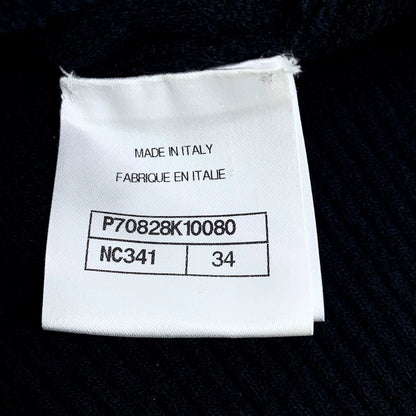 MADE IN ITALY
FABRIQUE EN ITALIE
P70828K10080
NC341 34